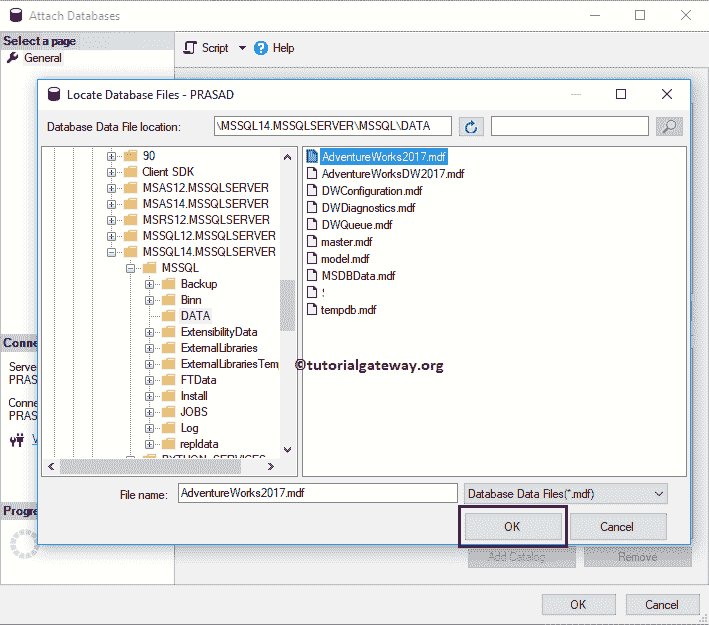 Attach Databases
Select a page
General
Script
Help
Locate Database Files - PRASAD
Database Data File location:
\MSSQL14.MSSQLSERVER\MSSQL\DATA
90
Client SDK
MSAS12.MSSQLSERVER
MSAS14.MSSQLSERVER
MSRS12.MSSQLSERVER
MSSQL12.MSSQLSERVER
MSSQL14.MSSQLSERVER
MSSQL
Backup
Binn
DATA
ExtensibilityData
ExternalLibraries
ExternalLibrariesTemp
FTData
Install
JOBS
Log
repldata
PYTHON_SERVICES
AdventureWorks2017.mdf
AdventureWorksDW2017.mdf
DWConfiguration.mdf
DWDiagnostics.mdf
DWQueue.mdf
master.mdf
model.mdf
MSDBData.mdf
tempdb.mdf
©tutorialgateway.org
Conne
Server
PRAS
Conne
PRAS
V
Progre
File name:
AdventureWorks2017.mdf
Database Data Files(*.mdf)
OK
Cancel
Add Catalog
Remove
OK
Cancel